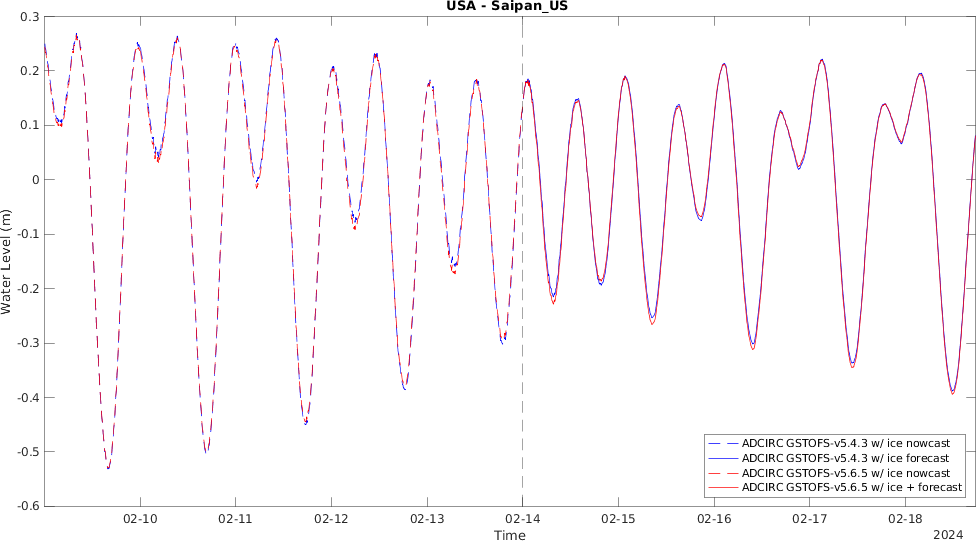 USA - Saipan_US
0.3
0.2
0.1
0
-0.1
-0.2
-0.3
-0.4
-0.5
-0.6
Water Level (m)
ADCIRC GSTOFS-v5.4.3 w/ ice nowcast
ADCIRC GSTOFS-v5.4.3 w/ ice forecast
ADCIRC GSTOFS-v5.6.5 w/ ice nowcast
ADCIRC GSTOFS-v5.6.5 w/ ice + forecast
02-10 02-11 02-12 02-13 02-14 02-15 02-16 02-17 02-18
Time
2024